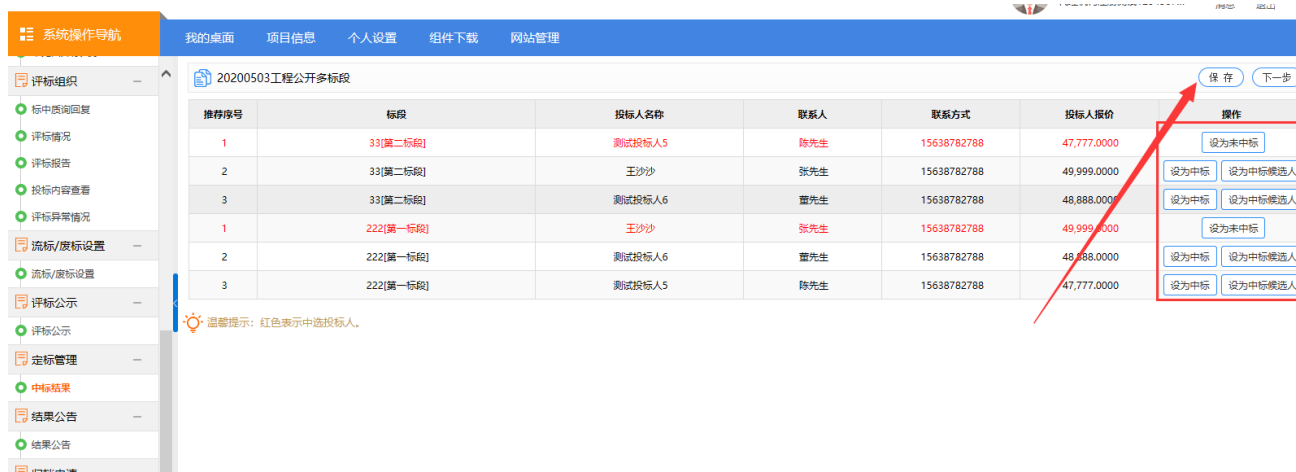 消息 退出
系统操作导航
我的桌面 项目信息 个人设置 组件下载 网站管理
评标组织
标中质询回复
评标情况
评标报告
投标内容查看
评标异常情况
流标/废标设置
流标/废标设置
评标公示
评标公示
定标管理
中标结果
结果公告
结果公告
归档申请
20200503工程公开多标段
保 存 下一步
推荐序号 标段 投标人名称 联系人 联系方式 投标人报价 操作
1 33[第二标段] 测试投标人5 陈先生 15638782788 47,777.0000 设为未中标
2 33[第二标段] 王沙沙 张先生 15638782788 49,999.0000 设为中标 设为中标候选人
3 33[第二标段] 测试投标人6 董先生 15638782788 48,888.0000 设为中标 设为中标候选人
1 222[第一标段] 王沙沙 张先生 15638782788 49,999.0000 设为未中标
2 222[第一标段] 测试投标人6 董先生 15638782788 48,888.0000 设为中标 设为中标候选人
3 222[第一标段] 测试投标人5 陈先生 15638782788 47,777.0000 设为中标 设为中标候选人
温馨提示：红色表示中选投标人。